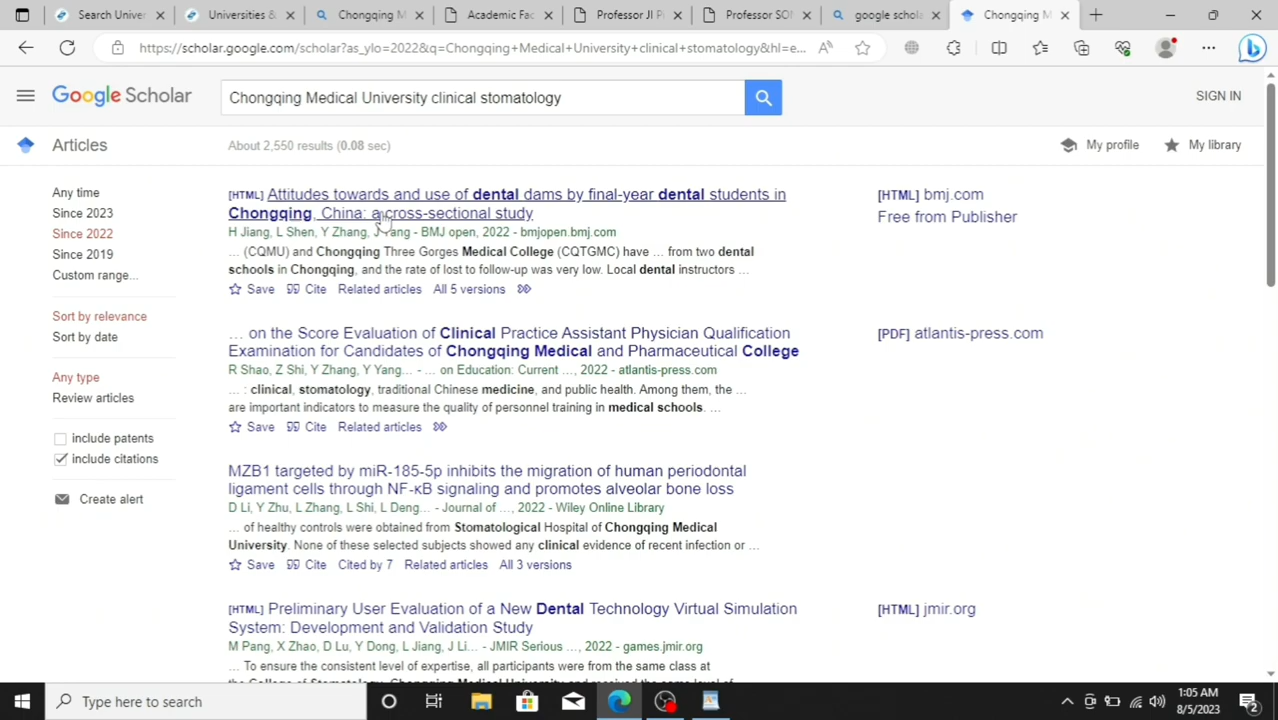 Search Univer
Universities &
Chongqing M
Academic Fac
Professor JI P
Professor SON
google schola
Chongqing M
https://scholar.google.com/scholar?as_ylo=2022&q=Chongqing+Medical+University+clinical+stomatology&hl=e...
Google Scholar
Chongqing Medical University clinical stomatology
SIGN IN
Articles
About 2,550 results (0.08 sec)
My profile
My library
Any time
Since 2023
Since 2022
Since 2019
Custom range...
Sort by relevance
Sort by date
Any type
Review articles
include patents
include citations
Create alert
[HTML] Attitudes towards and use of dental dams by final-year dental students in
Chongqing, China: a cross-sectional study
H Jiang, L Shen, Y Zhang, J Yang - BMJ open, 2022 - bmjopen.bmj.com
... (CQMU) and Chongqing Three Gorges Medical College (CQTGMC) have ... from two dental
schools in Chongqing, and the rate of lost to follow-up was very low. Local dental instructors ...
Save Cite Related articles All 5 versions
[HTML] bmj.com
Free from Publisher
... on the Score Evaluation of Clinical Practice Assistant Physician Qualification
Examination for Candidates of Chongqing Medical and Pharmaceutical College
R Shao, Z Shi, Y Zhang, Y Yang... - ... on Education: Current ..., 2022 - atlantis-press.com
... : clinical, stomatology, traditional Chinese medicine, and public health. Among them, the ...
are important indicators to measure the quality of personnel training in medical schools. ...
Save Cite Related articles
[PDF] atlantis-press.com
MZB1 targeted by miR-185-5p inhibits the migration of human periodontal
ligament cells through NF-κB signaling and promotes alveolar bone loss
D Li, Y Zhu, L Zhang, L Shi, L Deng... - Journal of ..., 2022 - Wiley Online Library
... of healthy controls were obtained from Stomatological Hospital of Chongqing Medical
University. None of these selected subjects showed any clinical evidence of recent infection or ...
Save Cite Cited by 7 Related articles All 3 versions
[HTML] Preliminary User Evaluation of a New Dental Technology Virtual Simulation
System: Development and Validation Study
M Pang, X Zhao, D Lu, Y Dong, L Jiang, J Li... - JMIR Serious ..., 2022 - games.jmir.org
... To ensure the consistent level of expertise, all participants were from the same class at
the College of Stomatology, Chongqing Medical University and received the same level of
[HTML] jmir.org
Type here to search
1:05 AM
8/5/2023
2